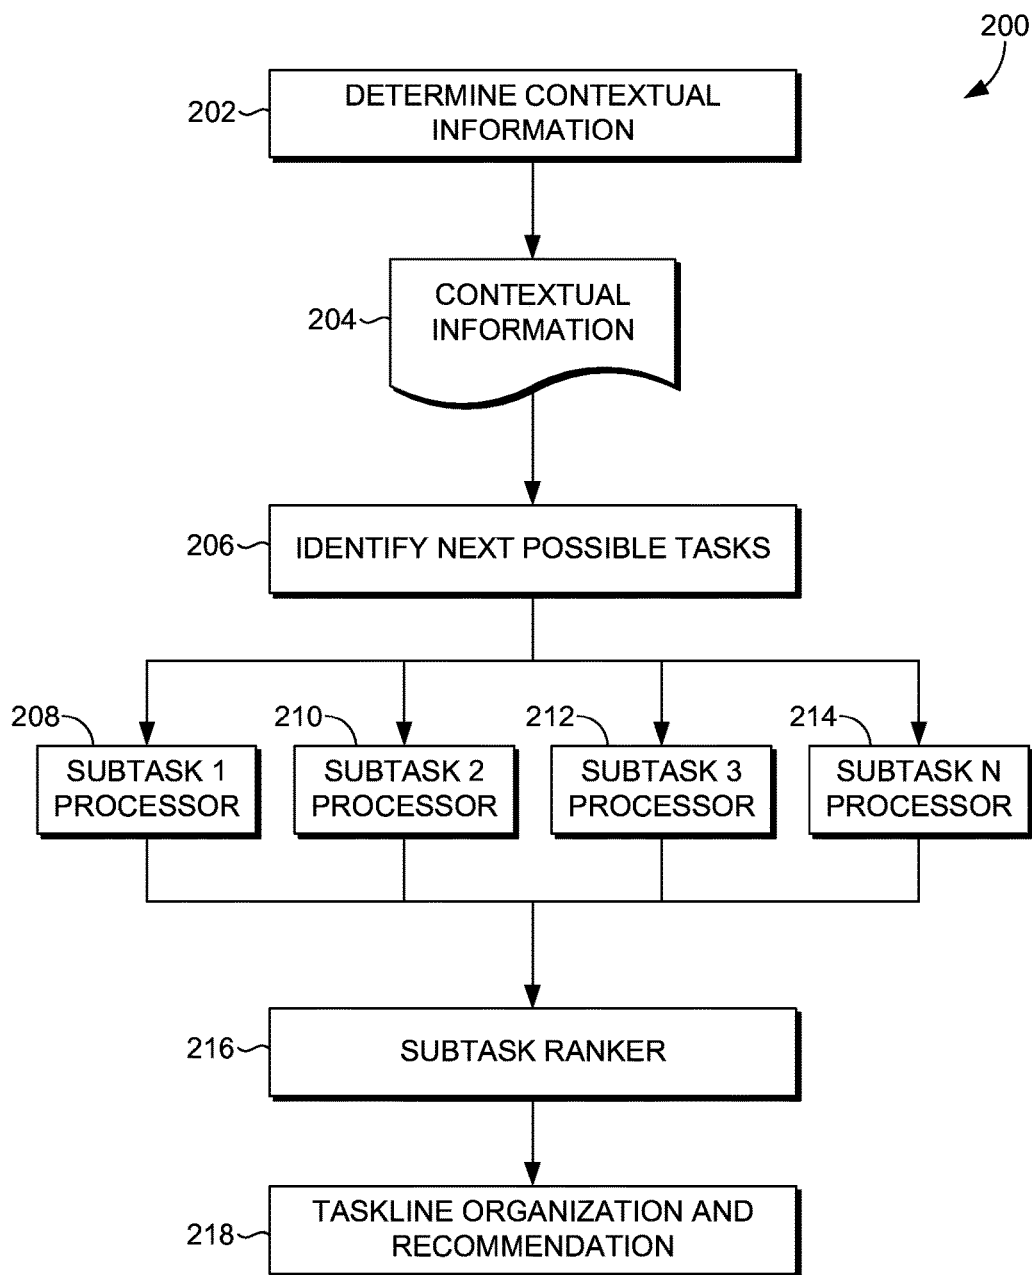 200
202
DETERMINE CONTEXTUAL
INFORMATION
204
CONTEXTUAL
INFORMATION
206
IDENTIFY NEXT POSSIBLE TASKS
208
SUBTASK 1
PROCESSOR
210
SUBTASK 2
PROCESSOR
212
SUBTASK 3
PROCESSOR
214
SUBTASK N
PROCESSOR
216
SUBTASK RANKER
218
TASKLINE ORGANIZATION AND
RECOMMENDATION